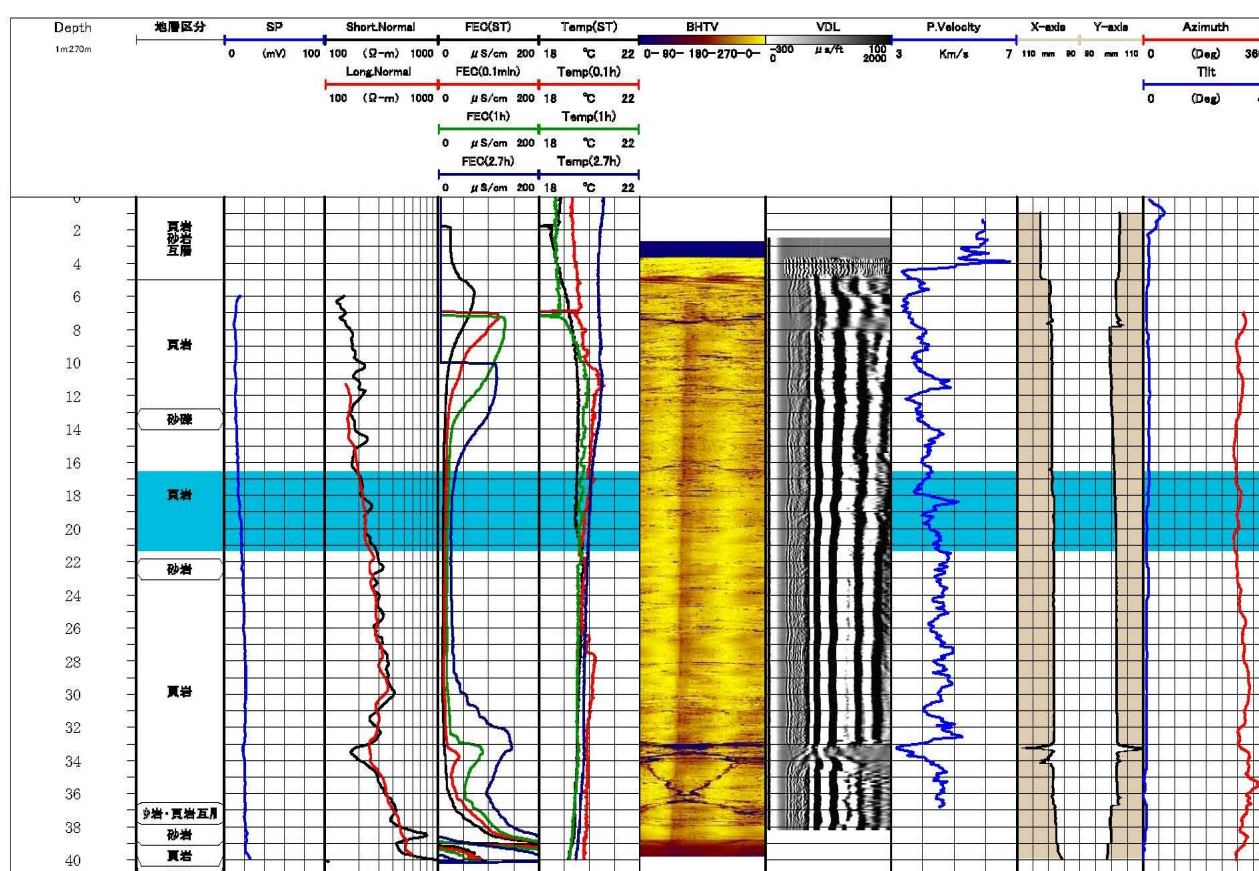 Depth 地層区分 SP Short.Normal FEC(ST) Temp(ST) BHTV VDL P.Velocity X-axis Y-axis Azimuth
1m:270m 0 (mV) 100 100 (Ω-m) 1000 0 μS/cm 200 18 ℃ 22 0-90-180-270-0- -300 μs/ft 100 3 Km/s 7 110 mm 90 90 mm 110 0 (Deg) 36
0 2000
Long.Normal FEC(0.1min) Temp(0.1h) Tilt
100 (Ω-m) 1000 0 μS/cm 200 18 ℃ 22 0 (Deg)
FEC(1h) Temp(1h)
0 μS/cm 200 18 ℃ 22
FEC(2.7h) Temp(2.7h)
0 μS/cm 200 18 ℃ 22
0
頁岩
2
砂岩
互層
4
6
8
頁岩
10
12
砂礫
14
16
18 頁岩
20
22 砂岩
24
26
28
30 頁岩
32
34
36
砂岩・頁岩互層
38 砂岩
40 頁岩